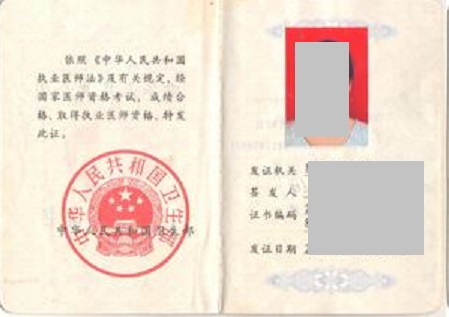 依照《中华人民共和国
执业医师法》及有关规定,经
国家医师资格考试,成绩合
格、取得执业医师资格、特发
此证。
中华人民共和国卫生部
中华人民共和国卫生部
发证机关
签发人
证书编码
发证日期